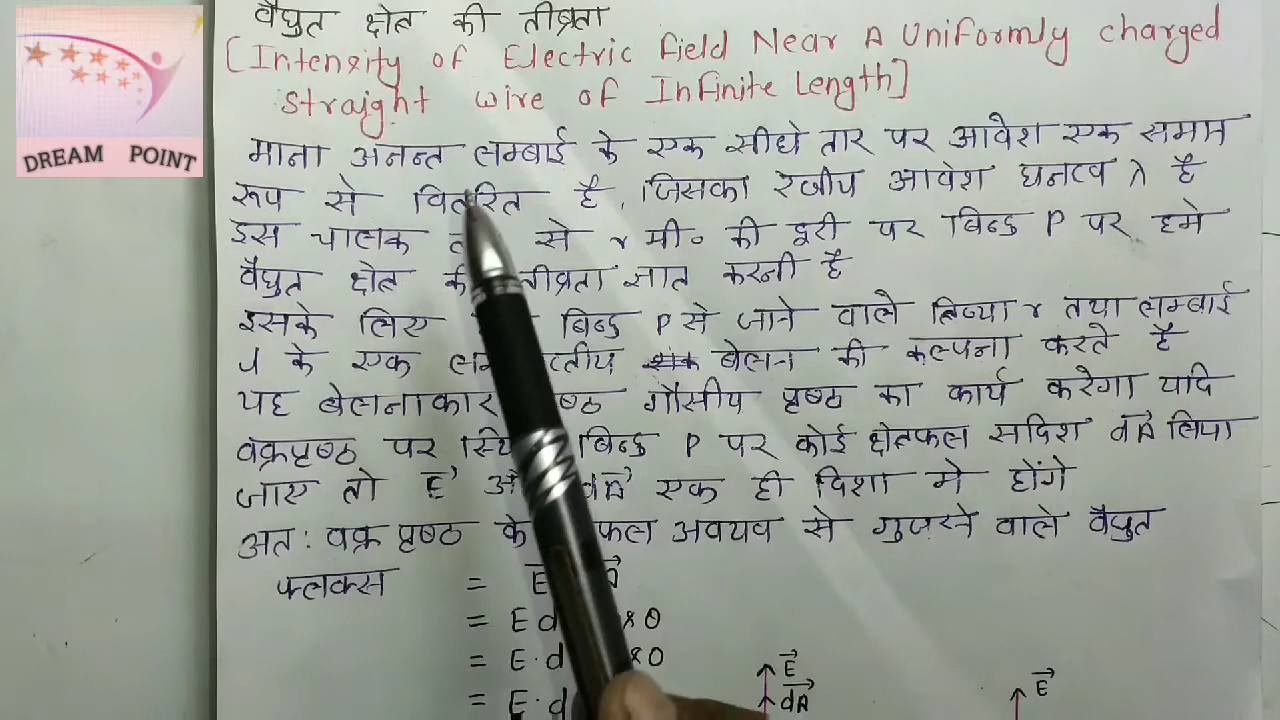 DREAM POINT
वैद्युत क्षेत्र की तीव्रता
[Intensity of Electric field Near A Uniformly charged
straight wire of Infinite Length]
माना अनन्त लम्बाई के एक सीधे तार पर आवेश एक समान
रूप से वितरित है, जिसका रेखीय आवेश घनत्व λ है
इस चालक से r मी० की दूरी पर बिन्दु P पर हमे
वैद्युत क्षेत्र की तीव्रता ज्ञात करनी है
इसके लिए बिन्दु P से जाने वाले त्रिज्या r तथा लम्बाई
l के एक बेलन की कल्पना करते है
यह बेलनाकार गौसीय पृष्ठ का कार्य करेगा यदि
वक्रपृष्ठ पर बिन्दु P पर कोई क्षेत्रफल सदिश dA लिया
जाए तो E dA एक ही दिशा मे होंगे
अत: वक्र पृष्ठ के अवयव से गुजरने वाले वैद्युत
फ्लक्स =
= E
= E.
= E.
E
dA
E